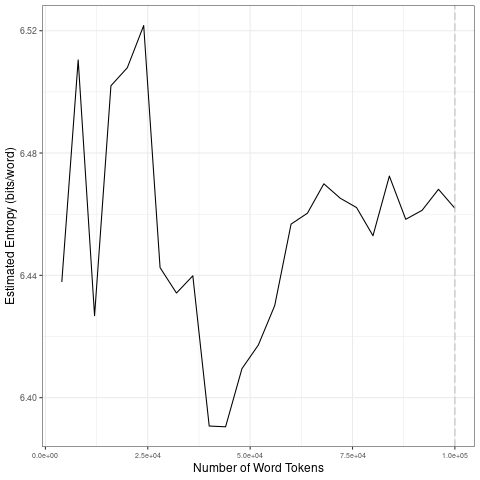 Estimated Entropy (bits/word)
6.52
6.48
6.44
6.40
0.0e+00 2.5e+04 5.0e+04 7.5e+04 1.0e+05
Number of Word Tokens